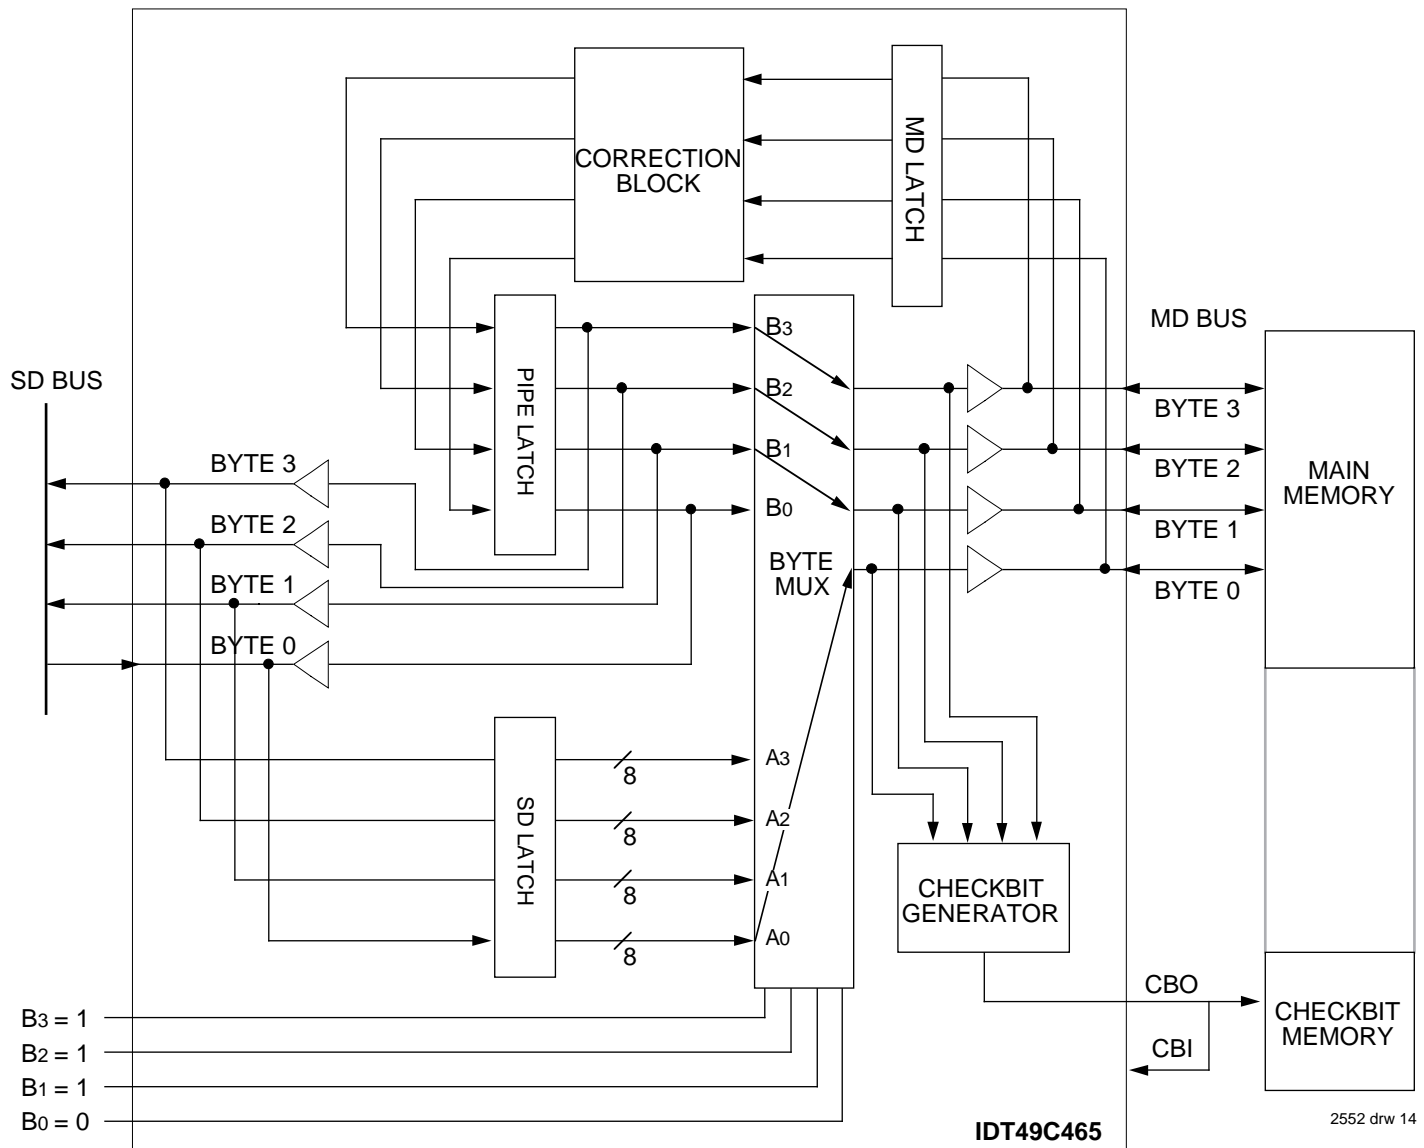 CORRECTION
BLOCK
MD LATCH
MD BUS
SD BUS
PIPE LATCH
B3
B2
B1
B0
BYTE
MUX
BYTE 3
BYTE 2
BYTE 1
BYTE 0
MAIN
MEMORY
BYTE 3
BYTE 2
BYTE 1
BYTE 0
SD LATCH
8
8
8
8
A3
A2
A1
A0
CHECKBIT
GENERATOR
CBO
CBI
CHECKBIT
MEMORY
B3 = 1
B2 = 1
B1 = 1
B0 = 0
IDT49C465
2552 drw 14